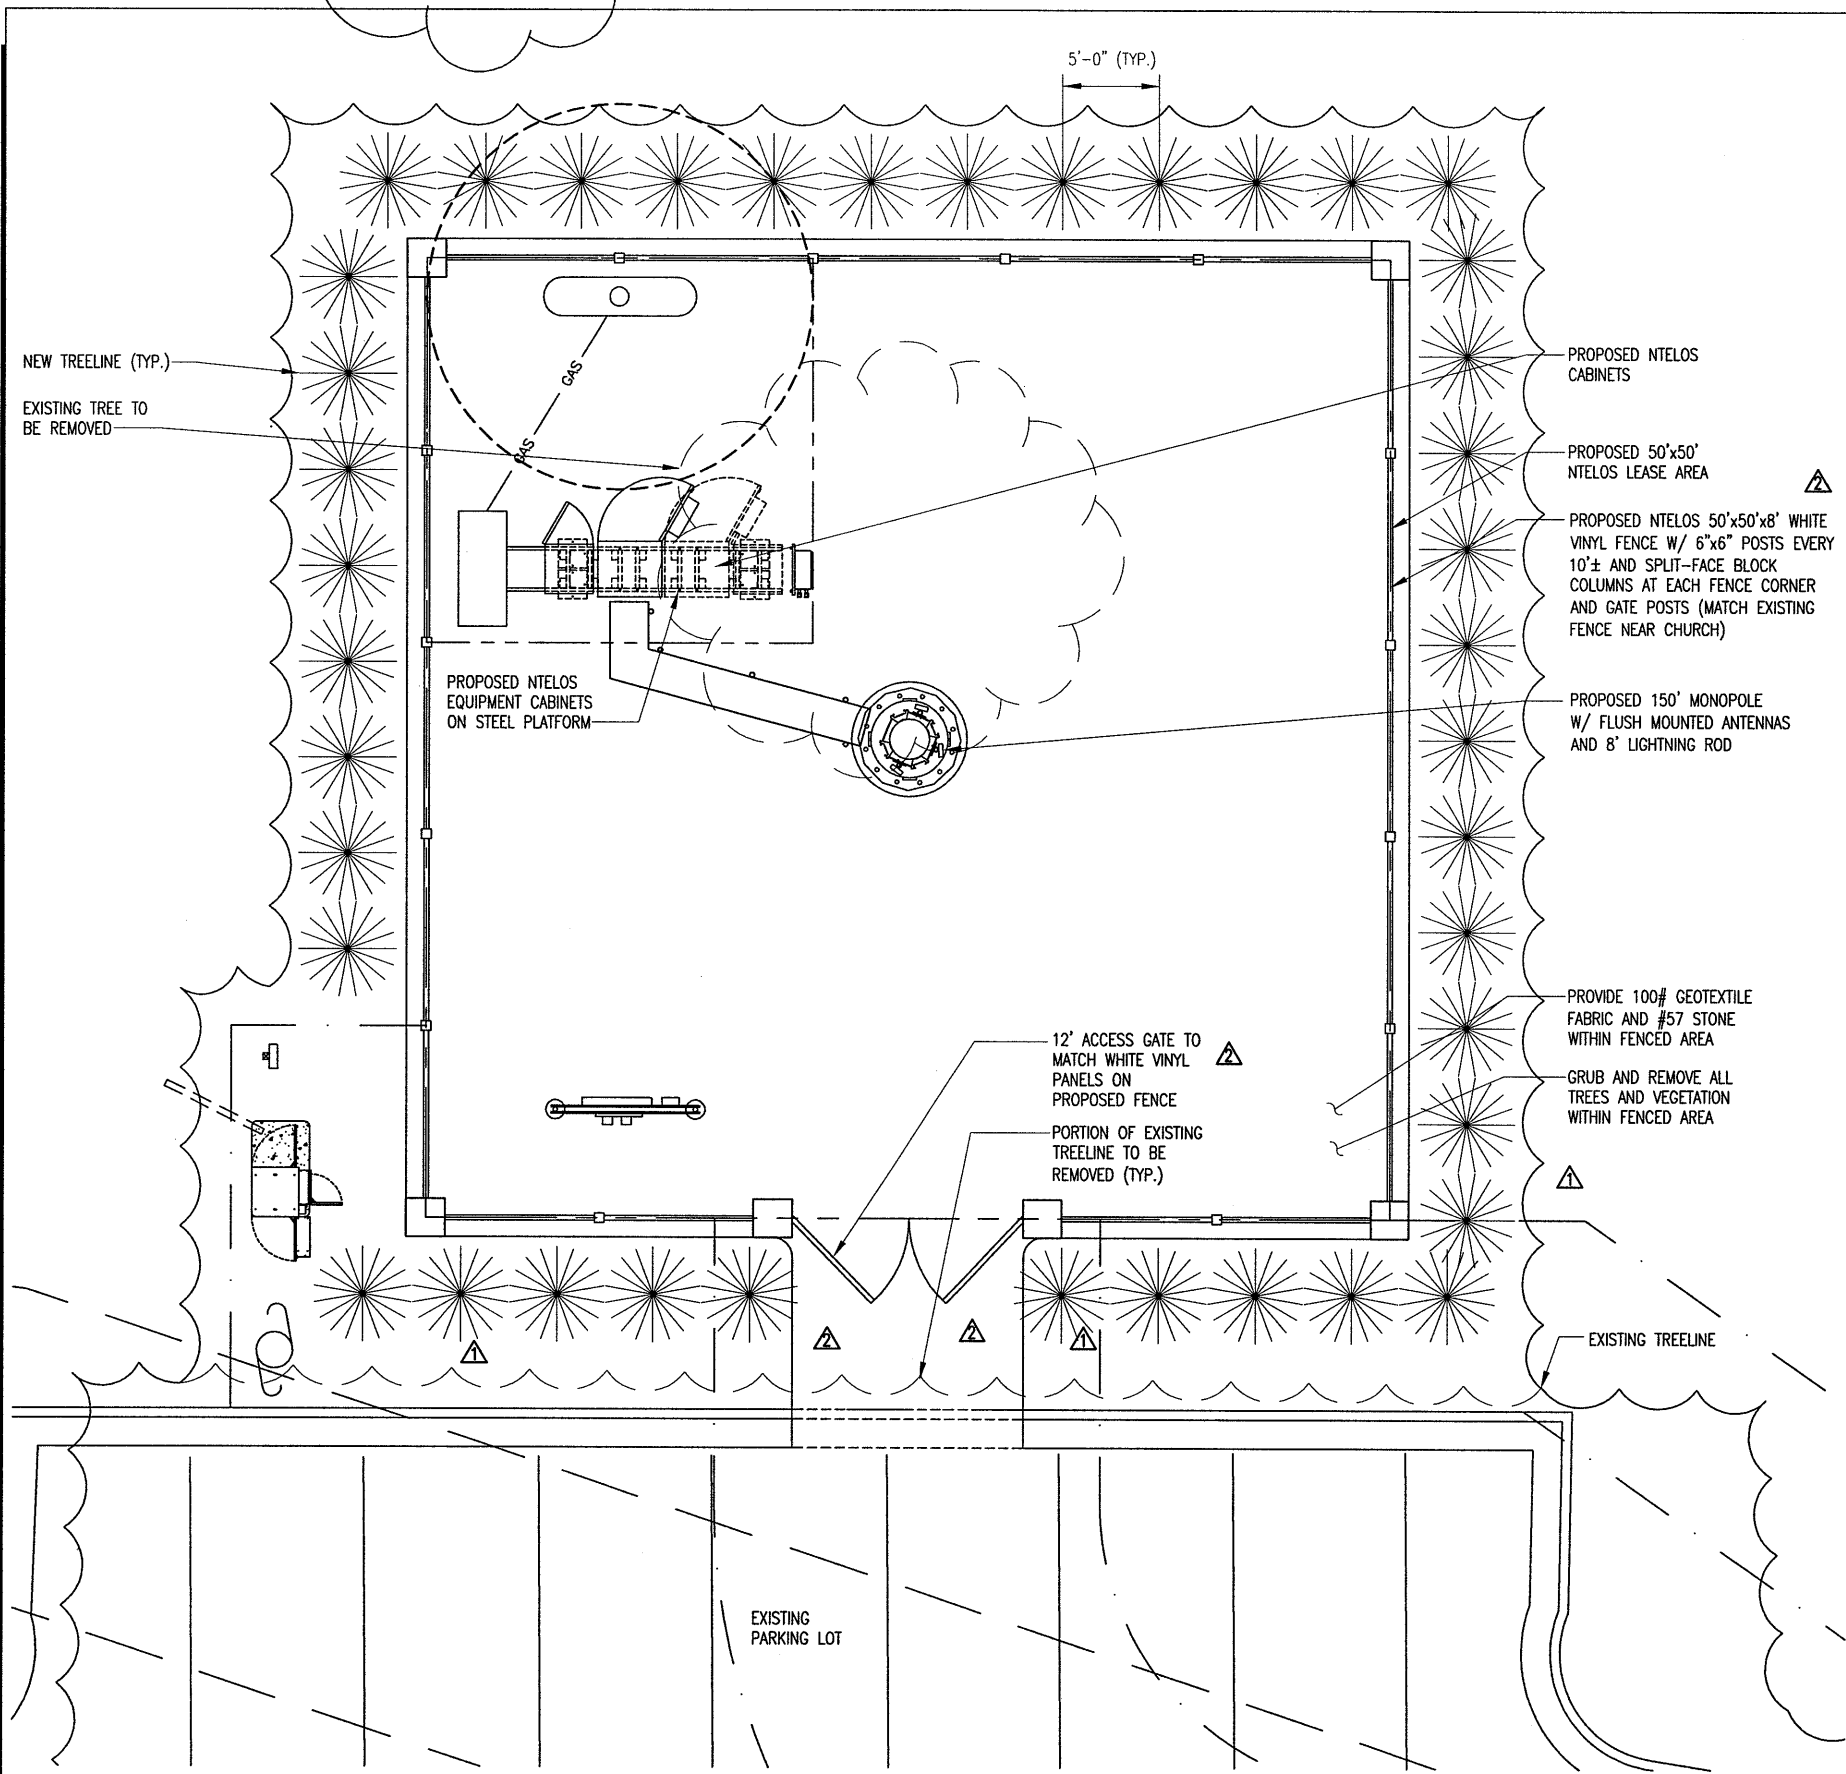 5'-0" (TYP.)
NEW TREELINE (TYP.)
EXISTING TREE TO
BE REMOVED
GAS
GAS
PROPOSED NTELOS
CABINETS
PROPOSED 50'x50'
NTELOS LEASE AREA
2
PROPOSED NTELOS 50'x50'x8' WHITE
VINYL FENCE W/ 6"x6" POSTS EVERY
10'± AND SPLIT-FACE BLOCK
COLUMNS AT EACH FENCE CORNER
AND GATE POSTS (MATCH EXISTING
FENCE NEAR CHURCH)
PROPOSED NTELOS
EQUIPMENT CABINETS
ON STEEL PLATFORM
PROPOSED 150' MONOPOLE
W/ FLUSH MOUNTED ANTENNAS
AND 8' LIGHTNING ROD
PROVIDE 100# GEOTEXTILE
FABRIC AND #57 STONE
WITHIN FENCED AREA
12' ACCESS GATE TO
MATCH WHITE VINYL
PANELS ON
PROPOSED FENCE
2
GRUB AND REMOVE ALL
TREES AND VEGETATION
WITHIN FENCED AREA
PORTION OF EXISTING
TREELINE TO BE
REMOVED (TYP.)
1
1
2
2
1
EXISTING TREELINE
EXISTING
PARKING LOT